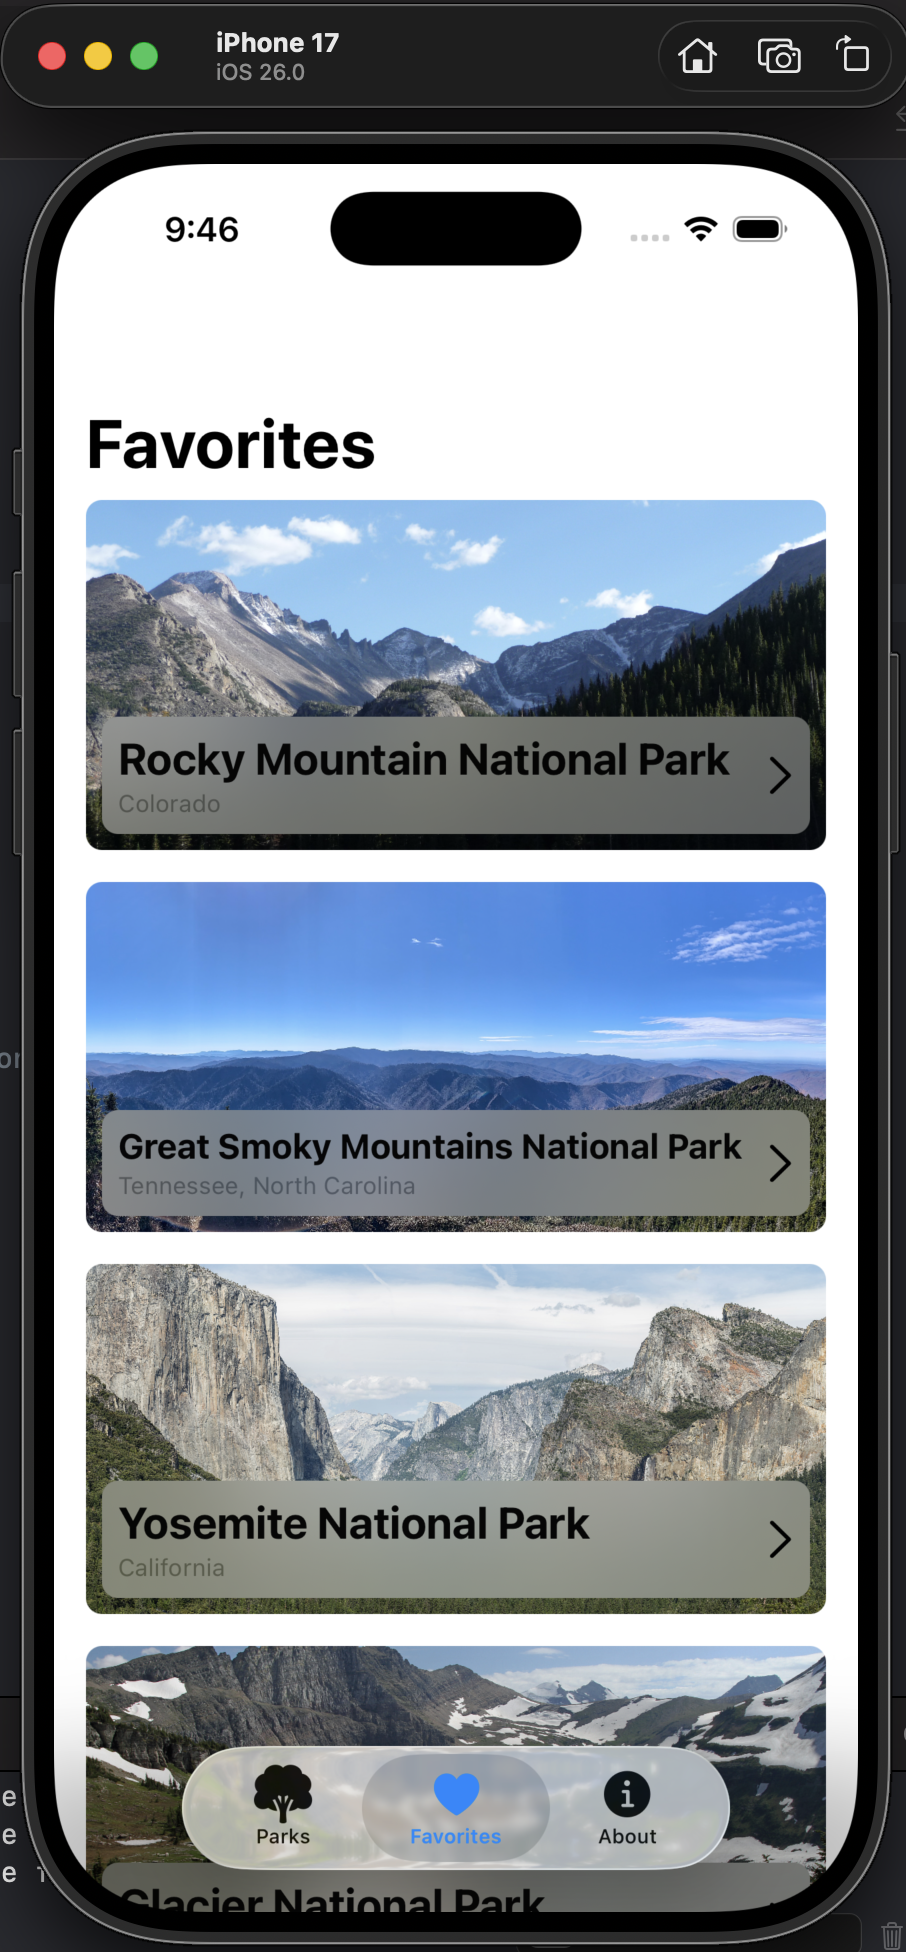 iPhone 17
iOS 26.0
9:46
Favorites
Rocky Mountain National Park
Colorado
Great Smoky Mountains National Park
Tennessee, North Carolina
Yosemite National Park
California
Parks
Favorites
About
Glacier National Park